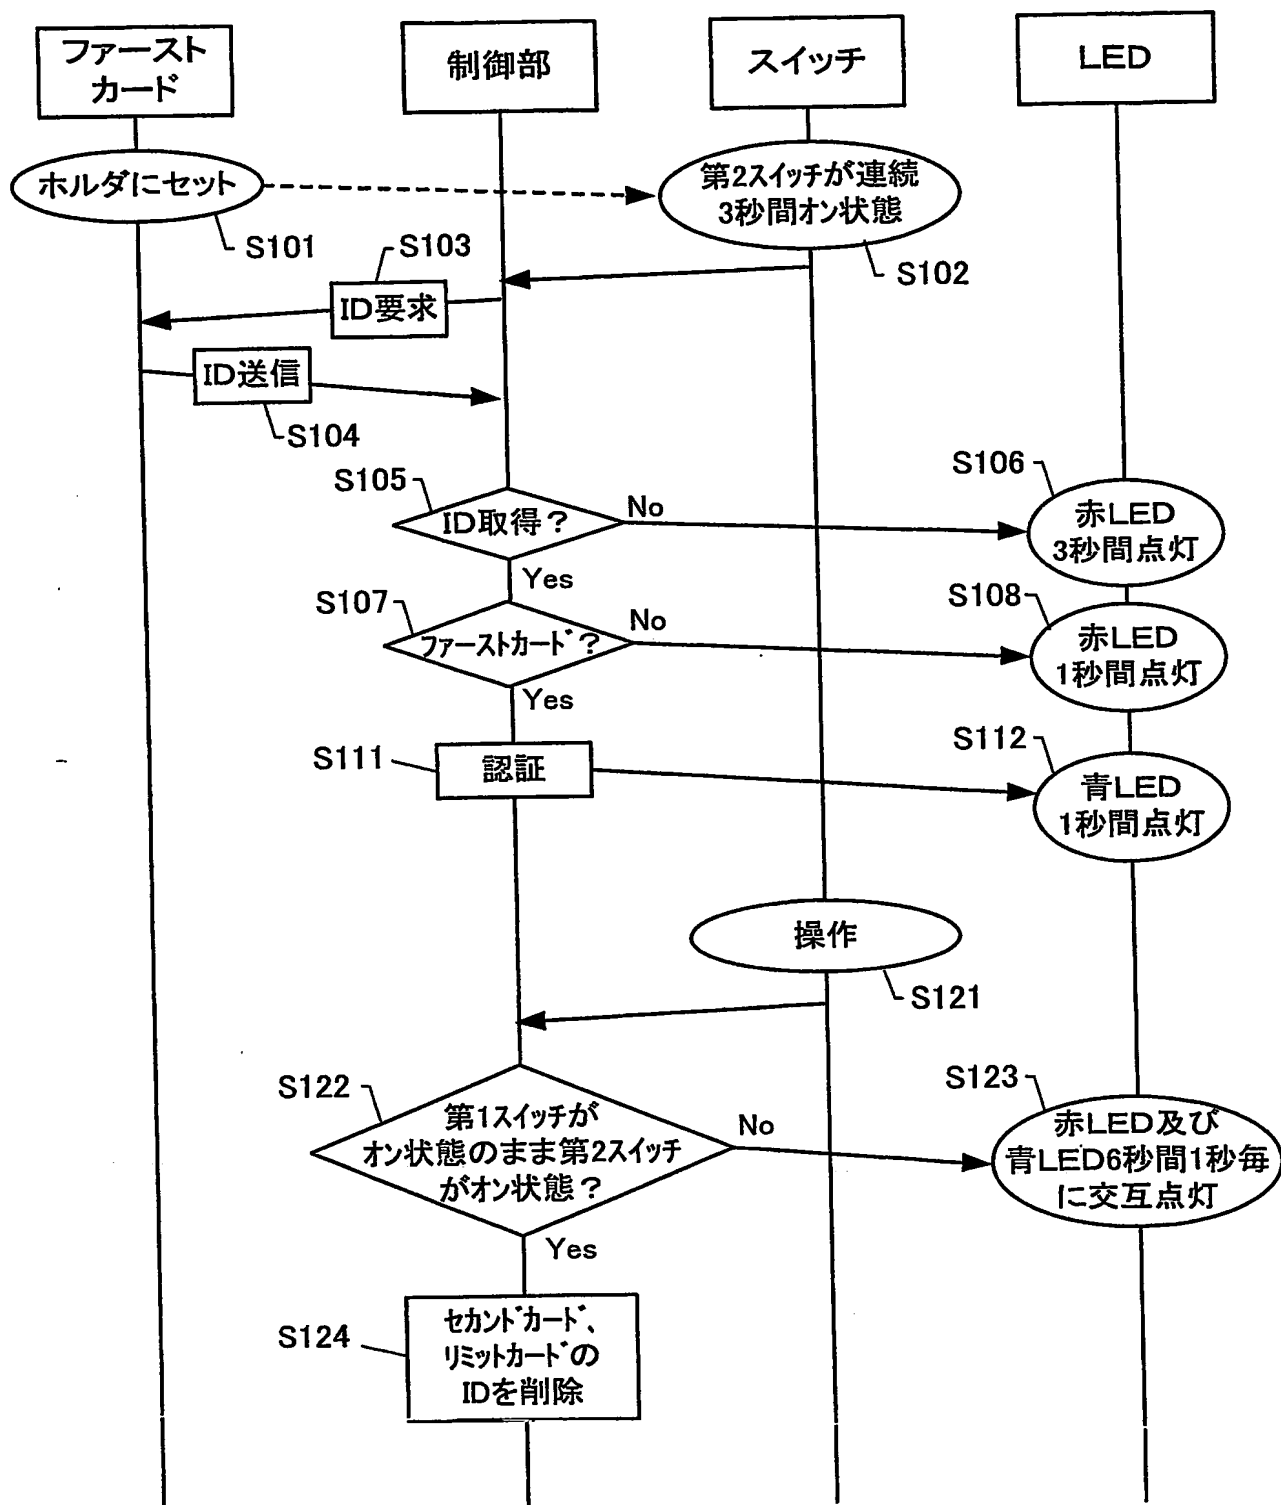 ファースト
カード
制御部
スイッチ
LED
ホルダにセット
S101
第2スイッチが連続
3秒間オン状態
S102
S103
ID要求
ID送信
S104
S105
ID取得？
No
Yes
S106
赤LED
3秒間点灯
S107
ファーストカード？
No
Yes
S108
赤LED
1秒間点灯
S111
認証
S112
青LED
1秒間点灯
操作
S121
S122
第1スイッチが
オン状態のまま第2スイッチ
がオン状態？
No
Yes
S123
赤LED及び
青LED6秒間1秒毎
に交互点灯
S124
セカンドカード、
リミットカードの
IDを削除